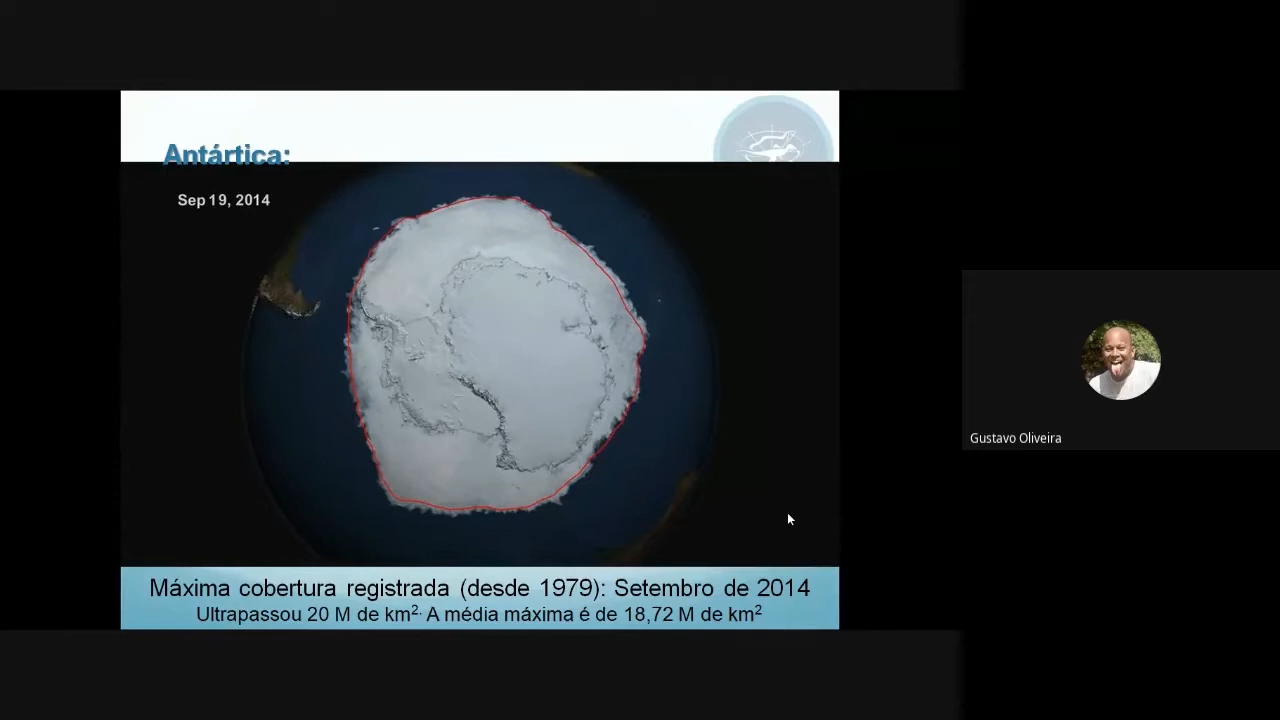 Antártica:
Sep 19, 2014
Gustavo Oliveira
Máxima cobertura registrada (desde 1979): Setembro de 2014
Ultrapassou 20 M de km². A média máxima é de 18,72 M de km²